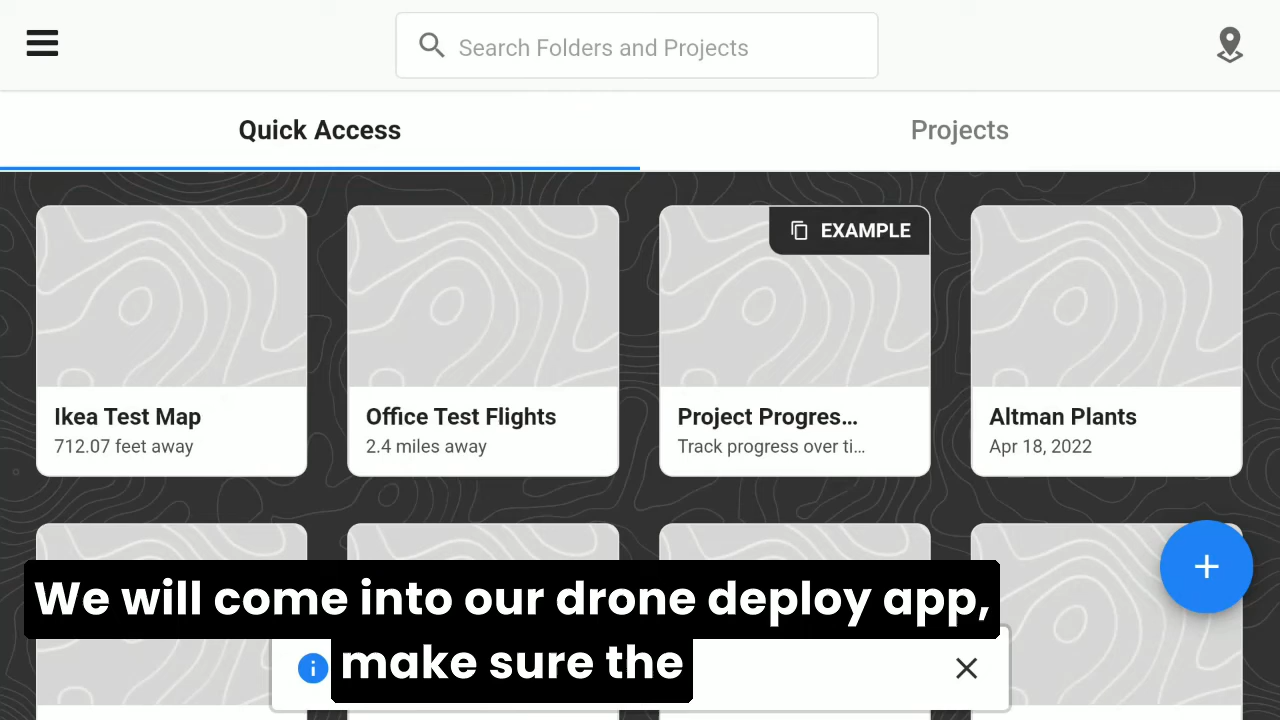 Search Folders and Projects
Quick Access
Projects
EXAMPLE
Ikea Test Map
712.07 feet away
Office Test Flights
2.4 miles away
Project Progres...
Track progress over ti...
Altman Plants
Apr 18, 2022
We will come into our drone deploy app,
make sure the